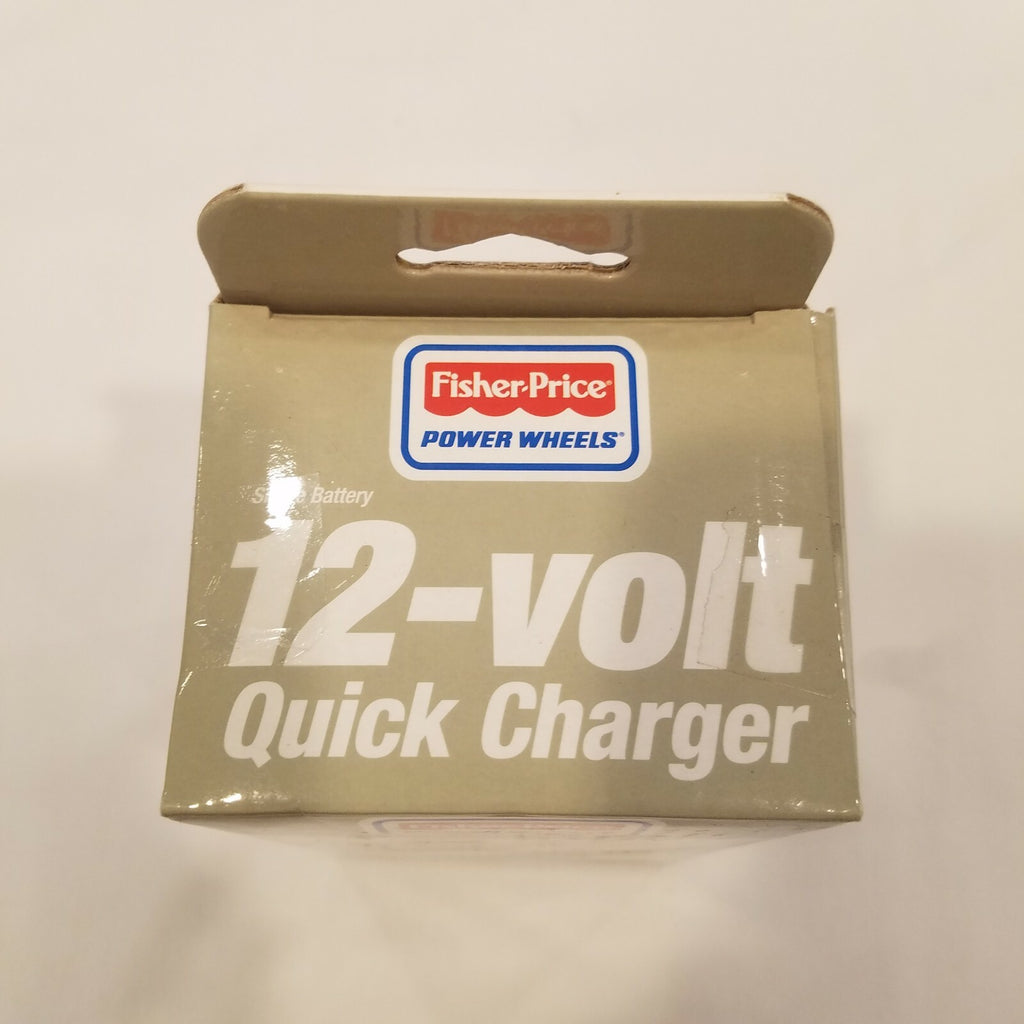 Fisher-Price®
POWER WHEELS®
Battery
12-volt
Quick Charger